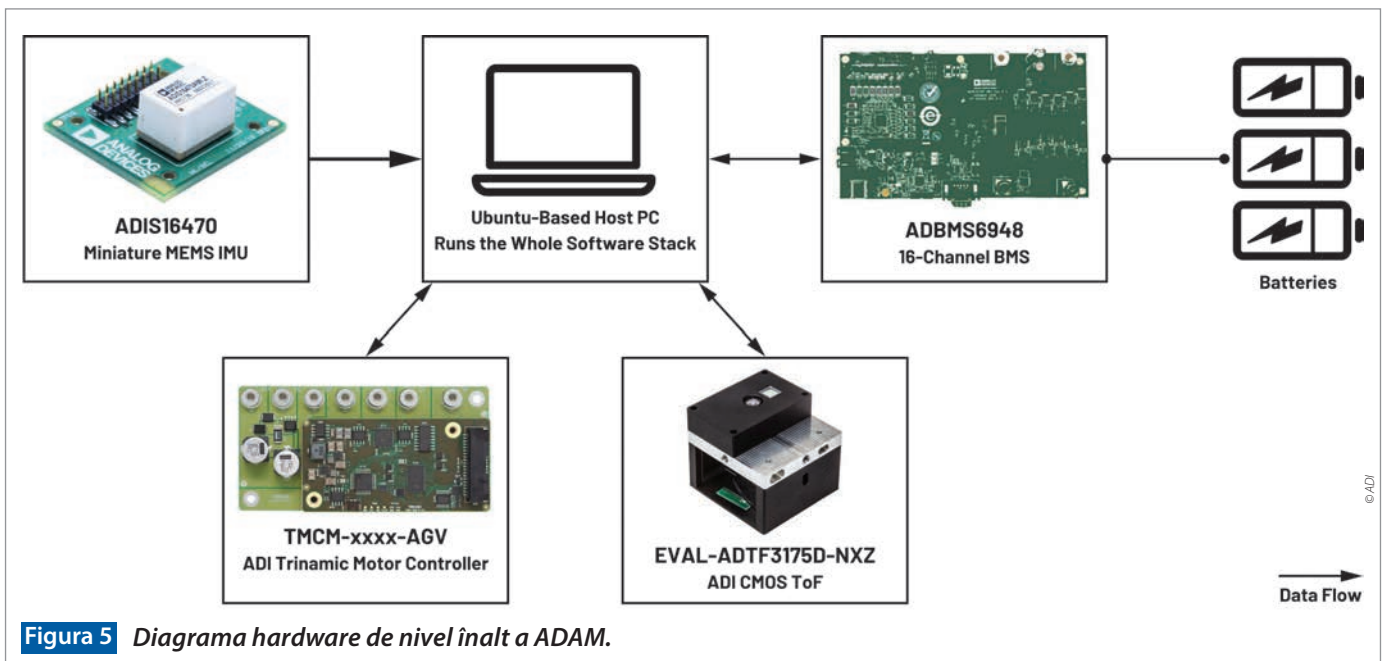 ANALOG
DEVICES
ADIS16470
Miniature MEMS IMU
Ubuntu-Based Host PC
Runs the Whole Software Stack
ADBMS6948
16-Channel BMS
Batteries
TMCM-xxxx-AGV
ADI Trinamic Motor Controller
EVAL-ADTF3175D-NXZ
ADI CMOS ToF
© ADI
Data Flow
Figura 5 Diagrama hardware de nivel înalt a ADAM.